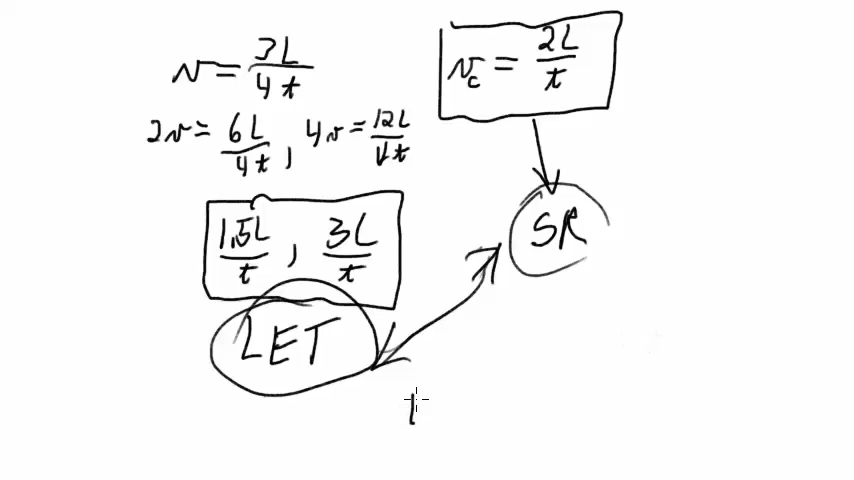 v = 3L/4t
v_c = 2L/t
2v = 6L/4t, 4v = 12L/4t
1.5L/t, 3L/t
SR
LET